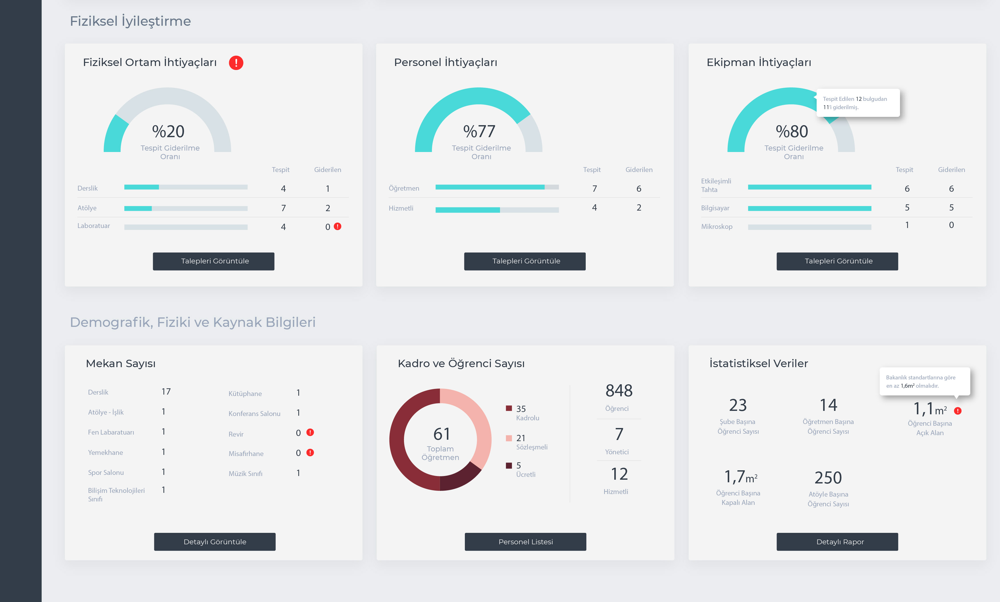 Fiziksel İyileştirme
Fiziksel Ortam İhtiyaçları
%20
Tespit Giderilme
Oranı
Tespit Giderilen
Derslik 4 1
Atölye 7 2
Laboratuar 4 0
Talepleri Görüntüle
Personel İhtiyaçları
%77
Tespit Giderilme
Oranı
Tespit Giderilen
Öğretmen 7 6
Hizmetli 4 2
Talepleri Görüntüle
Ekipman İhtiyaçları
Tespit Edilen 12 bulgudan
11'i giderilmiş.
%80
Tespit Giderilme
Oranı
Tespit Giderilen
Etkileşimli
Tahta 6 6
Bilgisayar 5 5
Mikroskop 1 0
Talepleri Görüntüle
Demografik, Fiziki ve Kaynak Bilgileri
Mekan Sayısı
Derslik 17
Atölye - İşlik 1
Fen Labaratuarı 1
Yemekhane 1
Spor Salonu 1
Bilişim Teknolojileri 1
Sınıfı
Kütüphane 1
Konferans Salonu 1
Revir 0
Misafirhane 0
Müzik Sınıfı 1
Detaylı Görüntüle
Kadro ve Öğrenci Sayısı
61
Toplam
Öğretmen
35
Kadrolu
21
Sözleşmeli
5
Ücretli
848
Öğrenci
7
Yönetici
12
Hizmetli
Personel Listesi
İstatistiksel Veriler
Bakanlık standartlarına göre
en az 1,6m² olmalıdır.
23
Şube Başına
Öğrenci Sayısı
14
Öğretmen Başına
Öğrenci Sayısı
1,1m²
Öğrenci Başına
Açık Alan
1,7m²
Öğrenci Başına
Kapalı Alan
250
Atöyle Başına
Öğrenci Sayısı
Detaylı Rapor